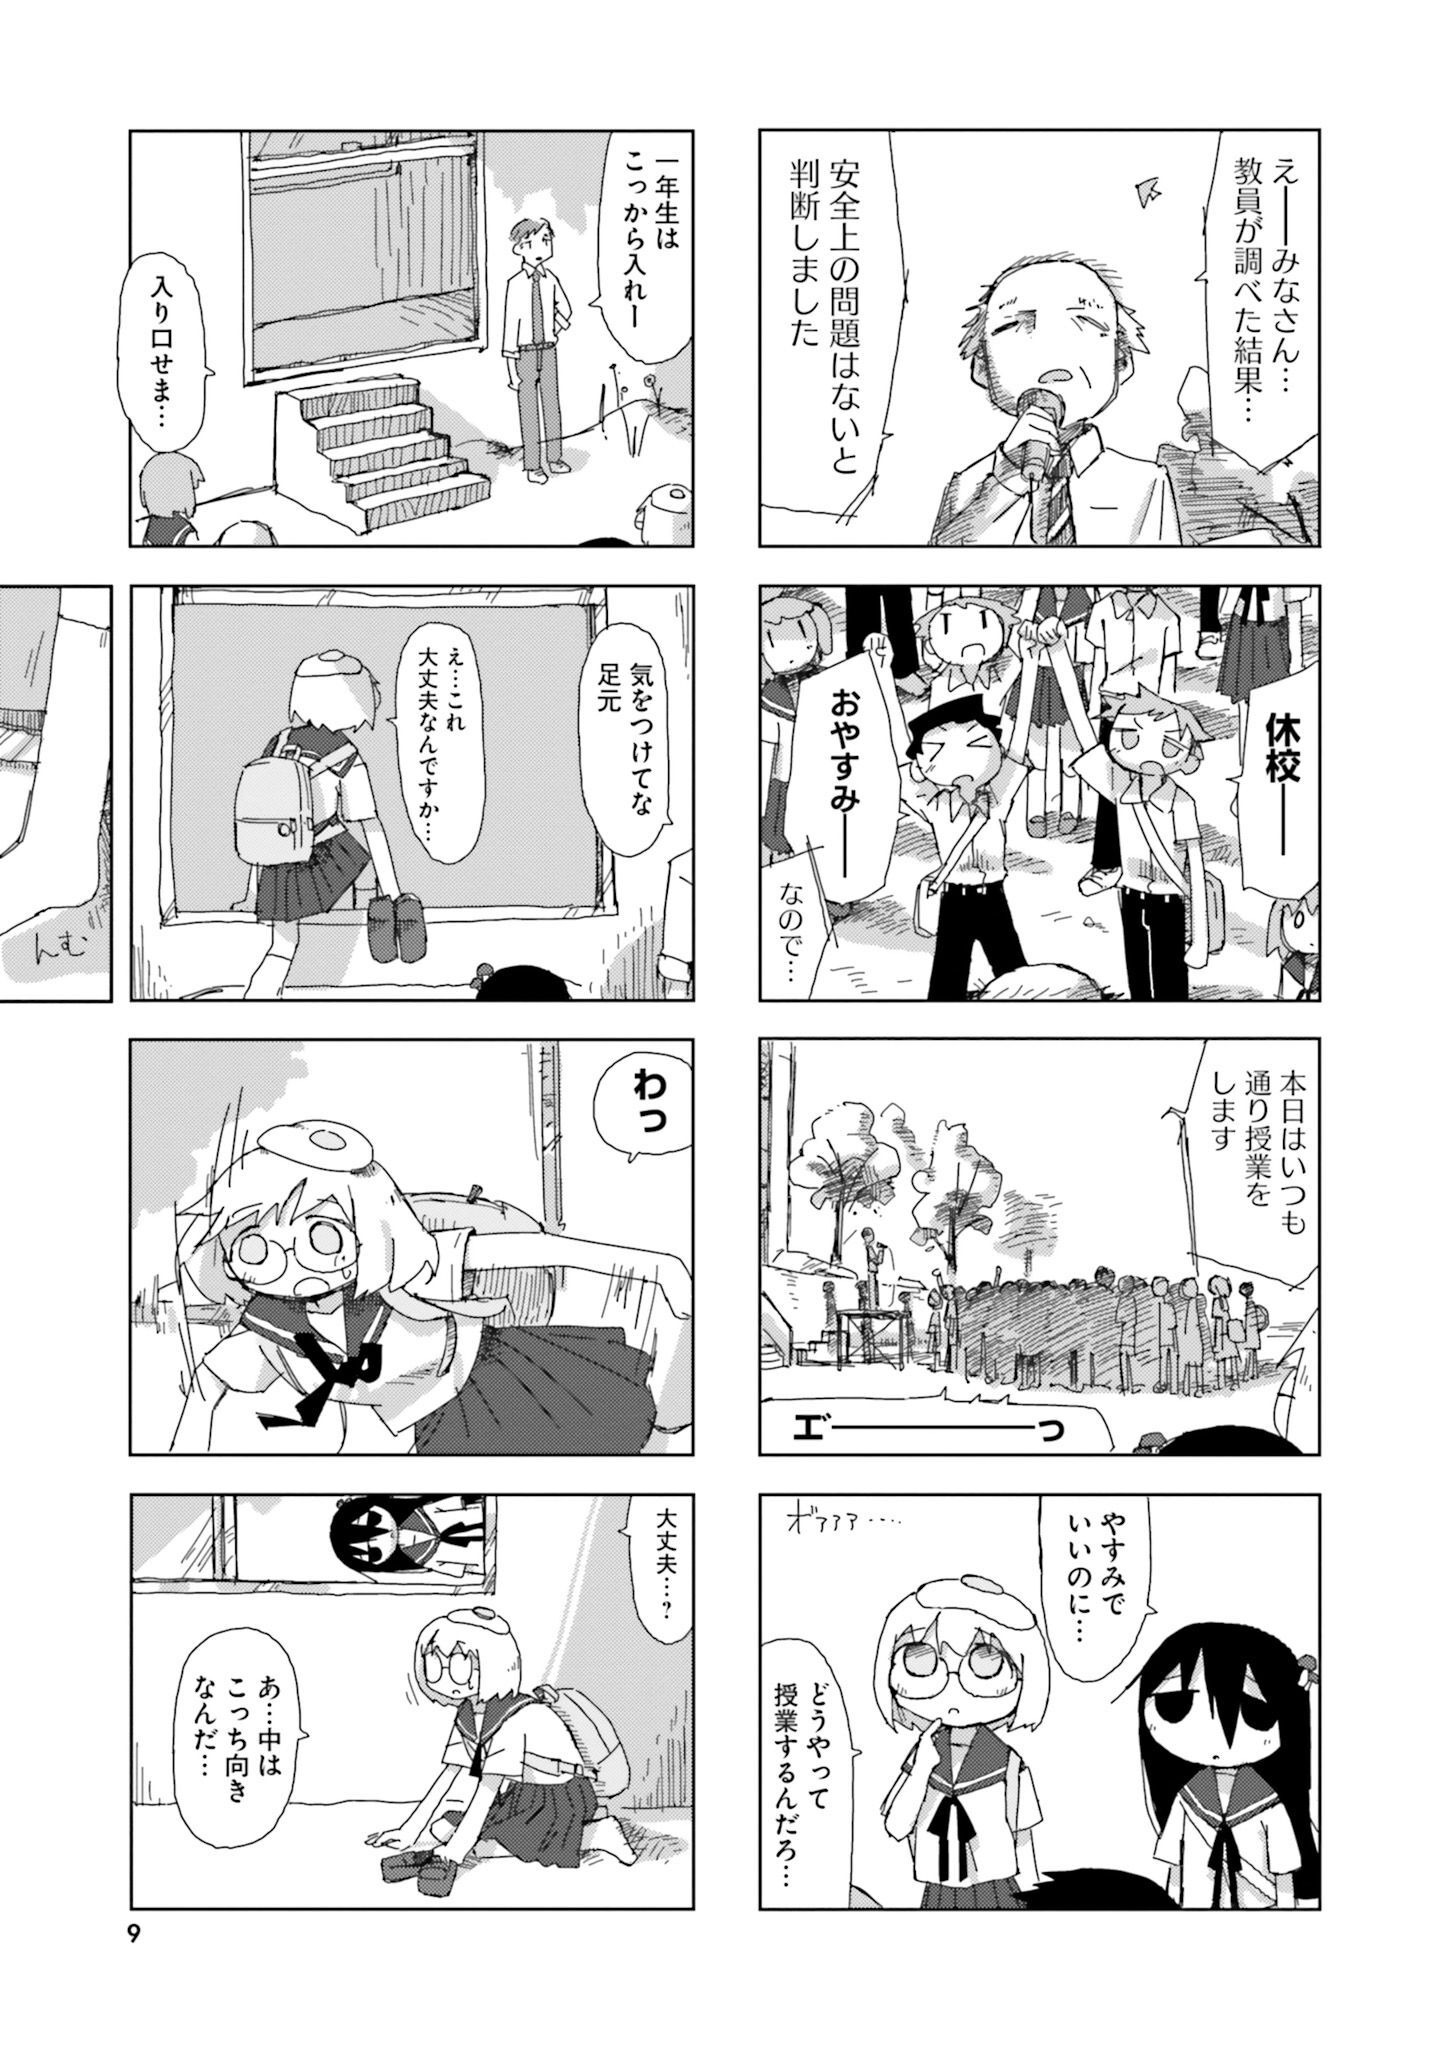 えーーみなさん…
教員が調べた結果…
安全上の問題はないと
判断しました
休校ーー
おやすみーー
なので…
本日はいつも
通り授業を
します
エ゛ーーーーーっ
やすみで
いいのに…
ボァァァ‥‥
どうやって
授業するんだろ…
一年生は
こっから入れー
入り口せま…
気をつけてな
足元
え…これ
大丈夫なんですか…
むん
わっ
大丈夫…?
あ…中は
こっち向き
なんだ…
9